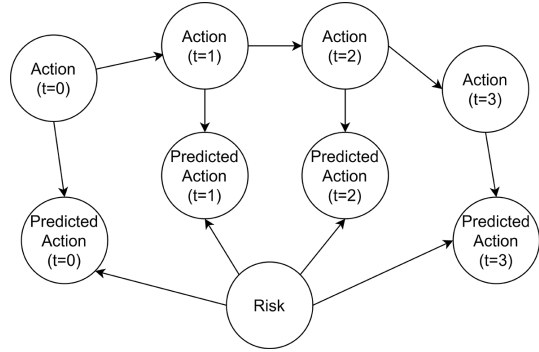 Action
(t=0)
Action
(t=1)
Action
(t=2)
Action
(t=3)
Predicted
Action
(t=0)
Predicted
Action
(t=1)
Predicted
Action
(t=2)
Predicted
Action
(t=3)
Risk